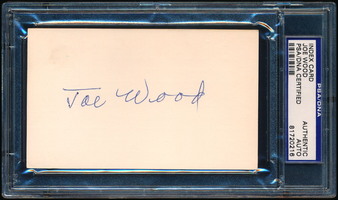 Joe Wood
PSA/DNA
INDEX CARD
JOE WOOD
PSA/DNA CERTIFIED
AUTHENTIC
AUTO
81720216